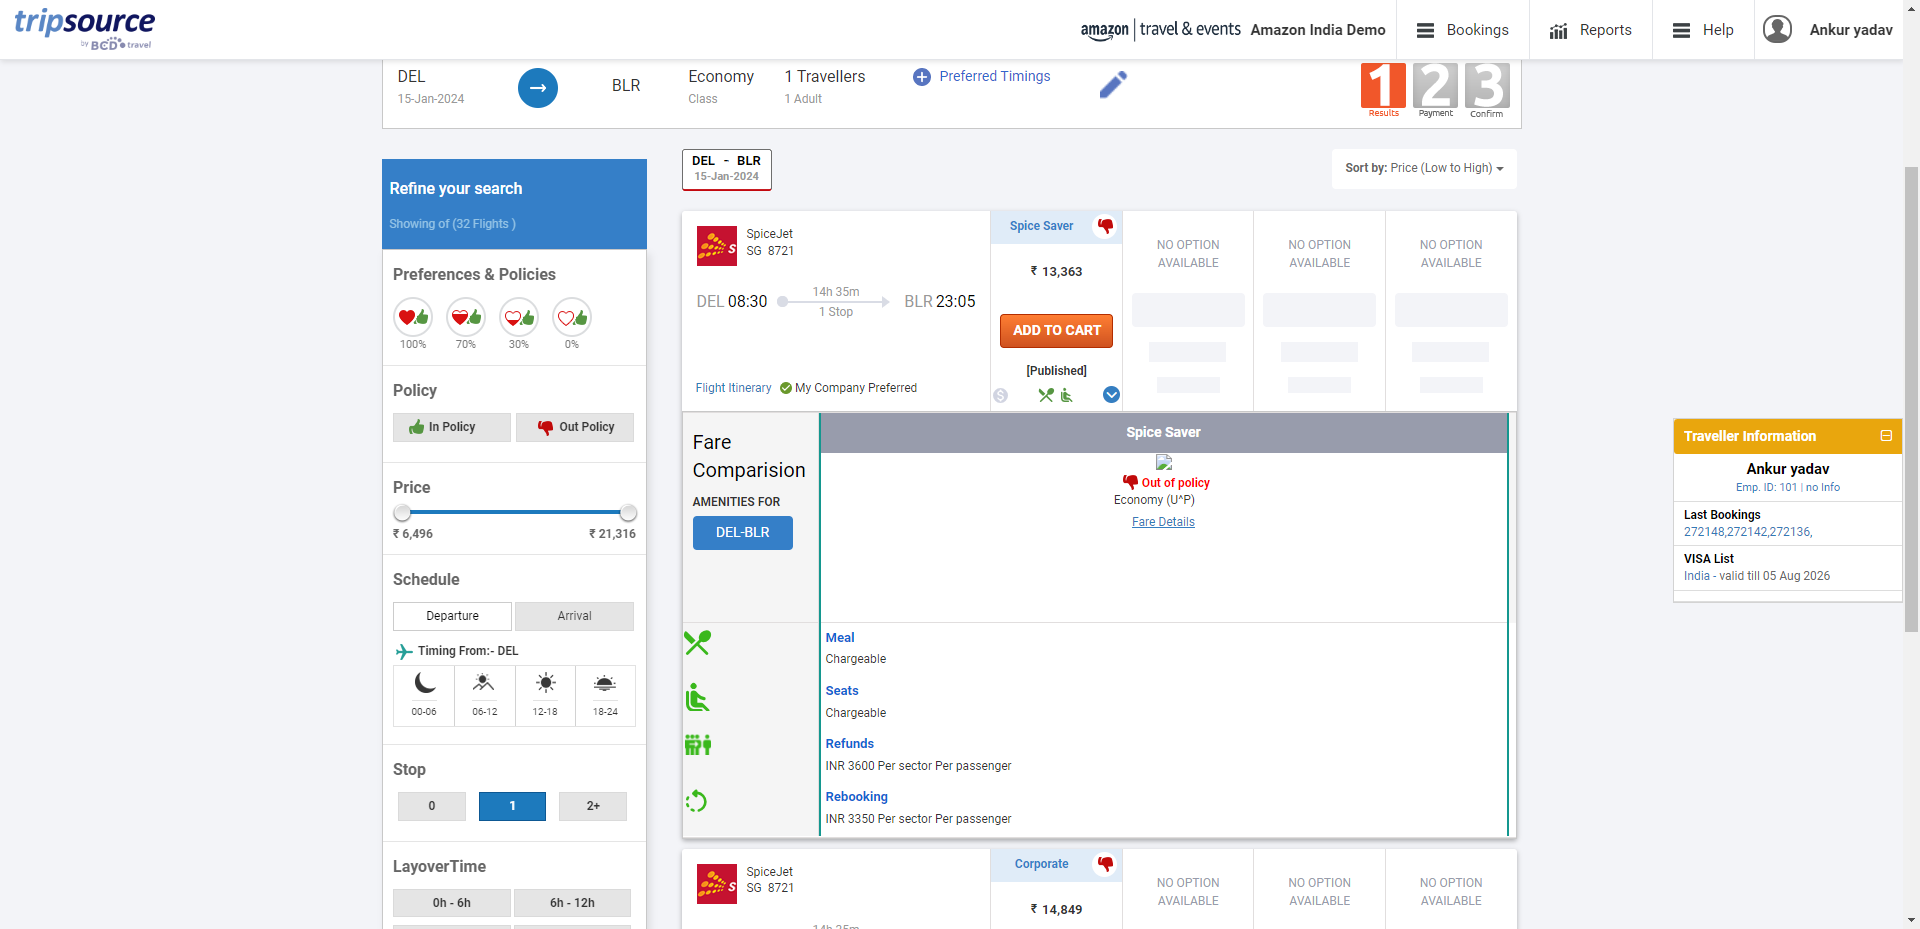 tripsource
by BCD travel
amazon | travel & events Amazon India Demo
Bookings
Reports
Help
Ankur yadav
DEL
15-Jan-2024
BLR
Economy
Class
1 Travellers
1 Adult
Preferred Timings
1 2 3
Results Payment Confirm
DEL - BLR
15-Jan-2024
Sort by: Price (Low to High)
Refine your search
Showing of (32 Flights )
Preferences & Policies
100% 70% 30% 0%
Policy
In Policy Out Policy
Price
₹ 6,496 ₹ 21,316
Schedule
Departure Arrival
Timing From:- DEL
00-06 06-12 12-18 18-24
Stop
0 1 2+
LayoverTime
0h - 6h 6h - 12h
SpiceJet
SG 8721
DEL 08:30
14h 35m
1 Stop
BLR 23:05
Flight Itinerary My Company Preferred
Spice Saver
₹ 13,363
ADD TO CART
[Published]
NO OPTION
AVAILABLE
NO OPTION
AVAILABLE
NO OPTION
AVAILABLE
Fare
Comparision
AMENITIES FOR
DEL-BLR
Spice Saver
Out of policy
Economy (U^P)
Fare Details
Meal
Chargeable
Seats
Chargeable
Refunds
INR 3600 Per sector Per passenger
Rebooking
INR 3350 Per sector Per passenger
SpiceJet
SG 8721
14h 35m
Corporate
₹ 14,849
NO OPTION
AVAILABLE
NO OPTION
AVAILABLE
NO OPTION
AVAILABLE
Traveller Information
Ankur yadav
Emp. ID: 101 | no Info
Last Bookings
272148,272142,272136,
VISA List
India - valid till 05 Aug 2026